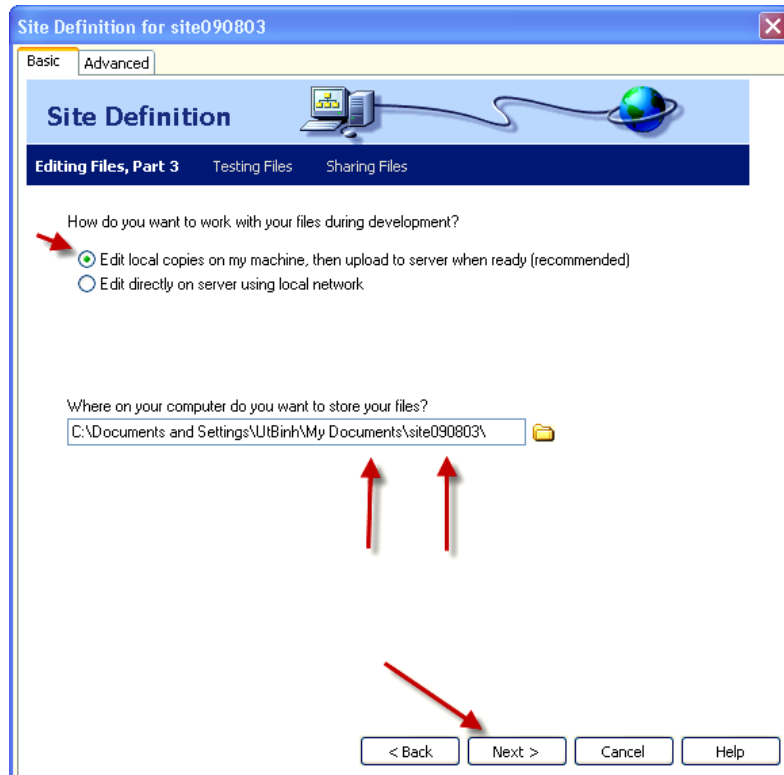 Site Definition for site090803
Basic Advanced
Site Definition
Editing Files, Part 3 Testing Files Sharing Files
How do you want to work with your files during development?
Edit local copies on my machine, then upload to server when ready (recommended)
Edit directly on server using local network
Where on your computer do you want to store your files?
C:\Documents and Settings\UtBinh\My Documents\site090803\
< Back Next > Cancel Help